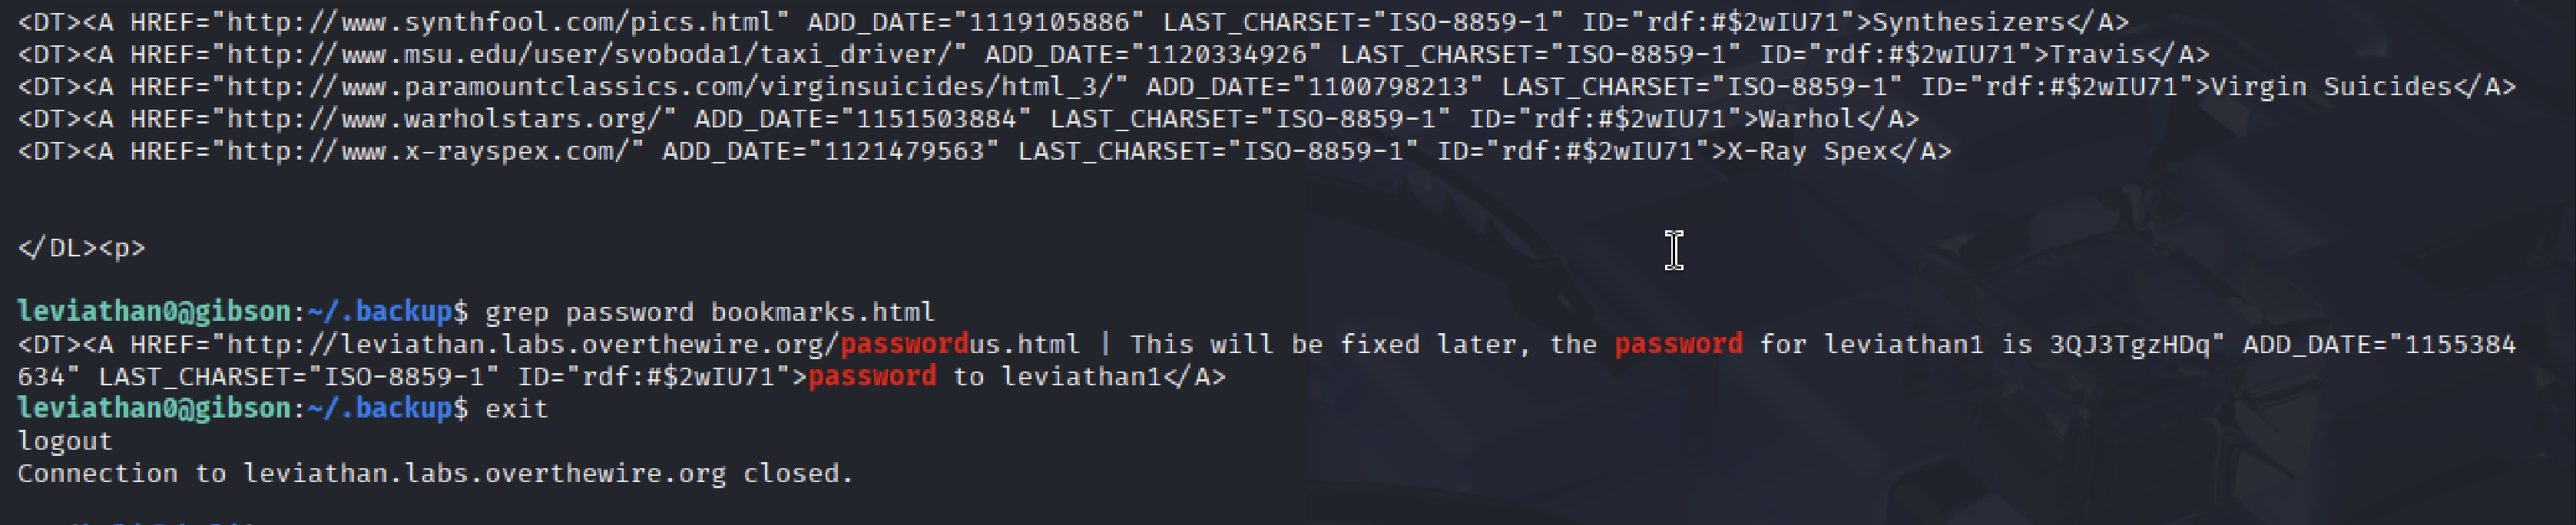 <DT><A HREF="http://www.synthfool.com/pics.html" ADD_DATE="1119105886" LAST_CHARSET="ISO-8859-1" ID="rdf:#$2wIU71">Synthesizers</A>
<DT><A HREF="http://www.msu.edu/user/svoboda1/taxi_driver/" ADD_DATE="1120334926" LAST_CHARSET="ISO-8859-1" ID="rdf:#$2wIU71">Travis</A>
<DT><A HREF="http://www.paramountclassics.com/virginsuicides/html_3/" ADD_DATE="1100798213" LAST_CHARSET="ISO-8859-1" ID="rdf:#$2wIU71">Virgin Suicides</A>
<DT><A HREF="http://www.warholstars.org/" ADD_DATE="1151503884" LAST_CHARSET="ISO-8859-1" ID="rdf:#$2wIU71">Warhol</A>
<DT><A HREF="http://www.x-rayspex.com/" ADD_DATE="1121479563" LAST_CHARSET="ISO-8859-1" ID="rdf:#$2wIU71">X-Ray Spex</A>
</DL><p>
leviathan0@gibson:~/.backup$ grep password bookmarks.html
<DT><A HREF="http://leviathan.labs.overthewire.org/passwordus.html | This will be fixed later, the password for leviathan1 is 3QJ3TgzHDq" ADD_DATE="1155384
634" LAST_CHARSET="ISO-8859-1" ID="rdf:#$2wIU71">password to leviathan1</A>
leviathan0@gibson:~/.backup$ exit
logout
Connection to leviathan.labs.overthewire.org closed.